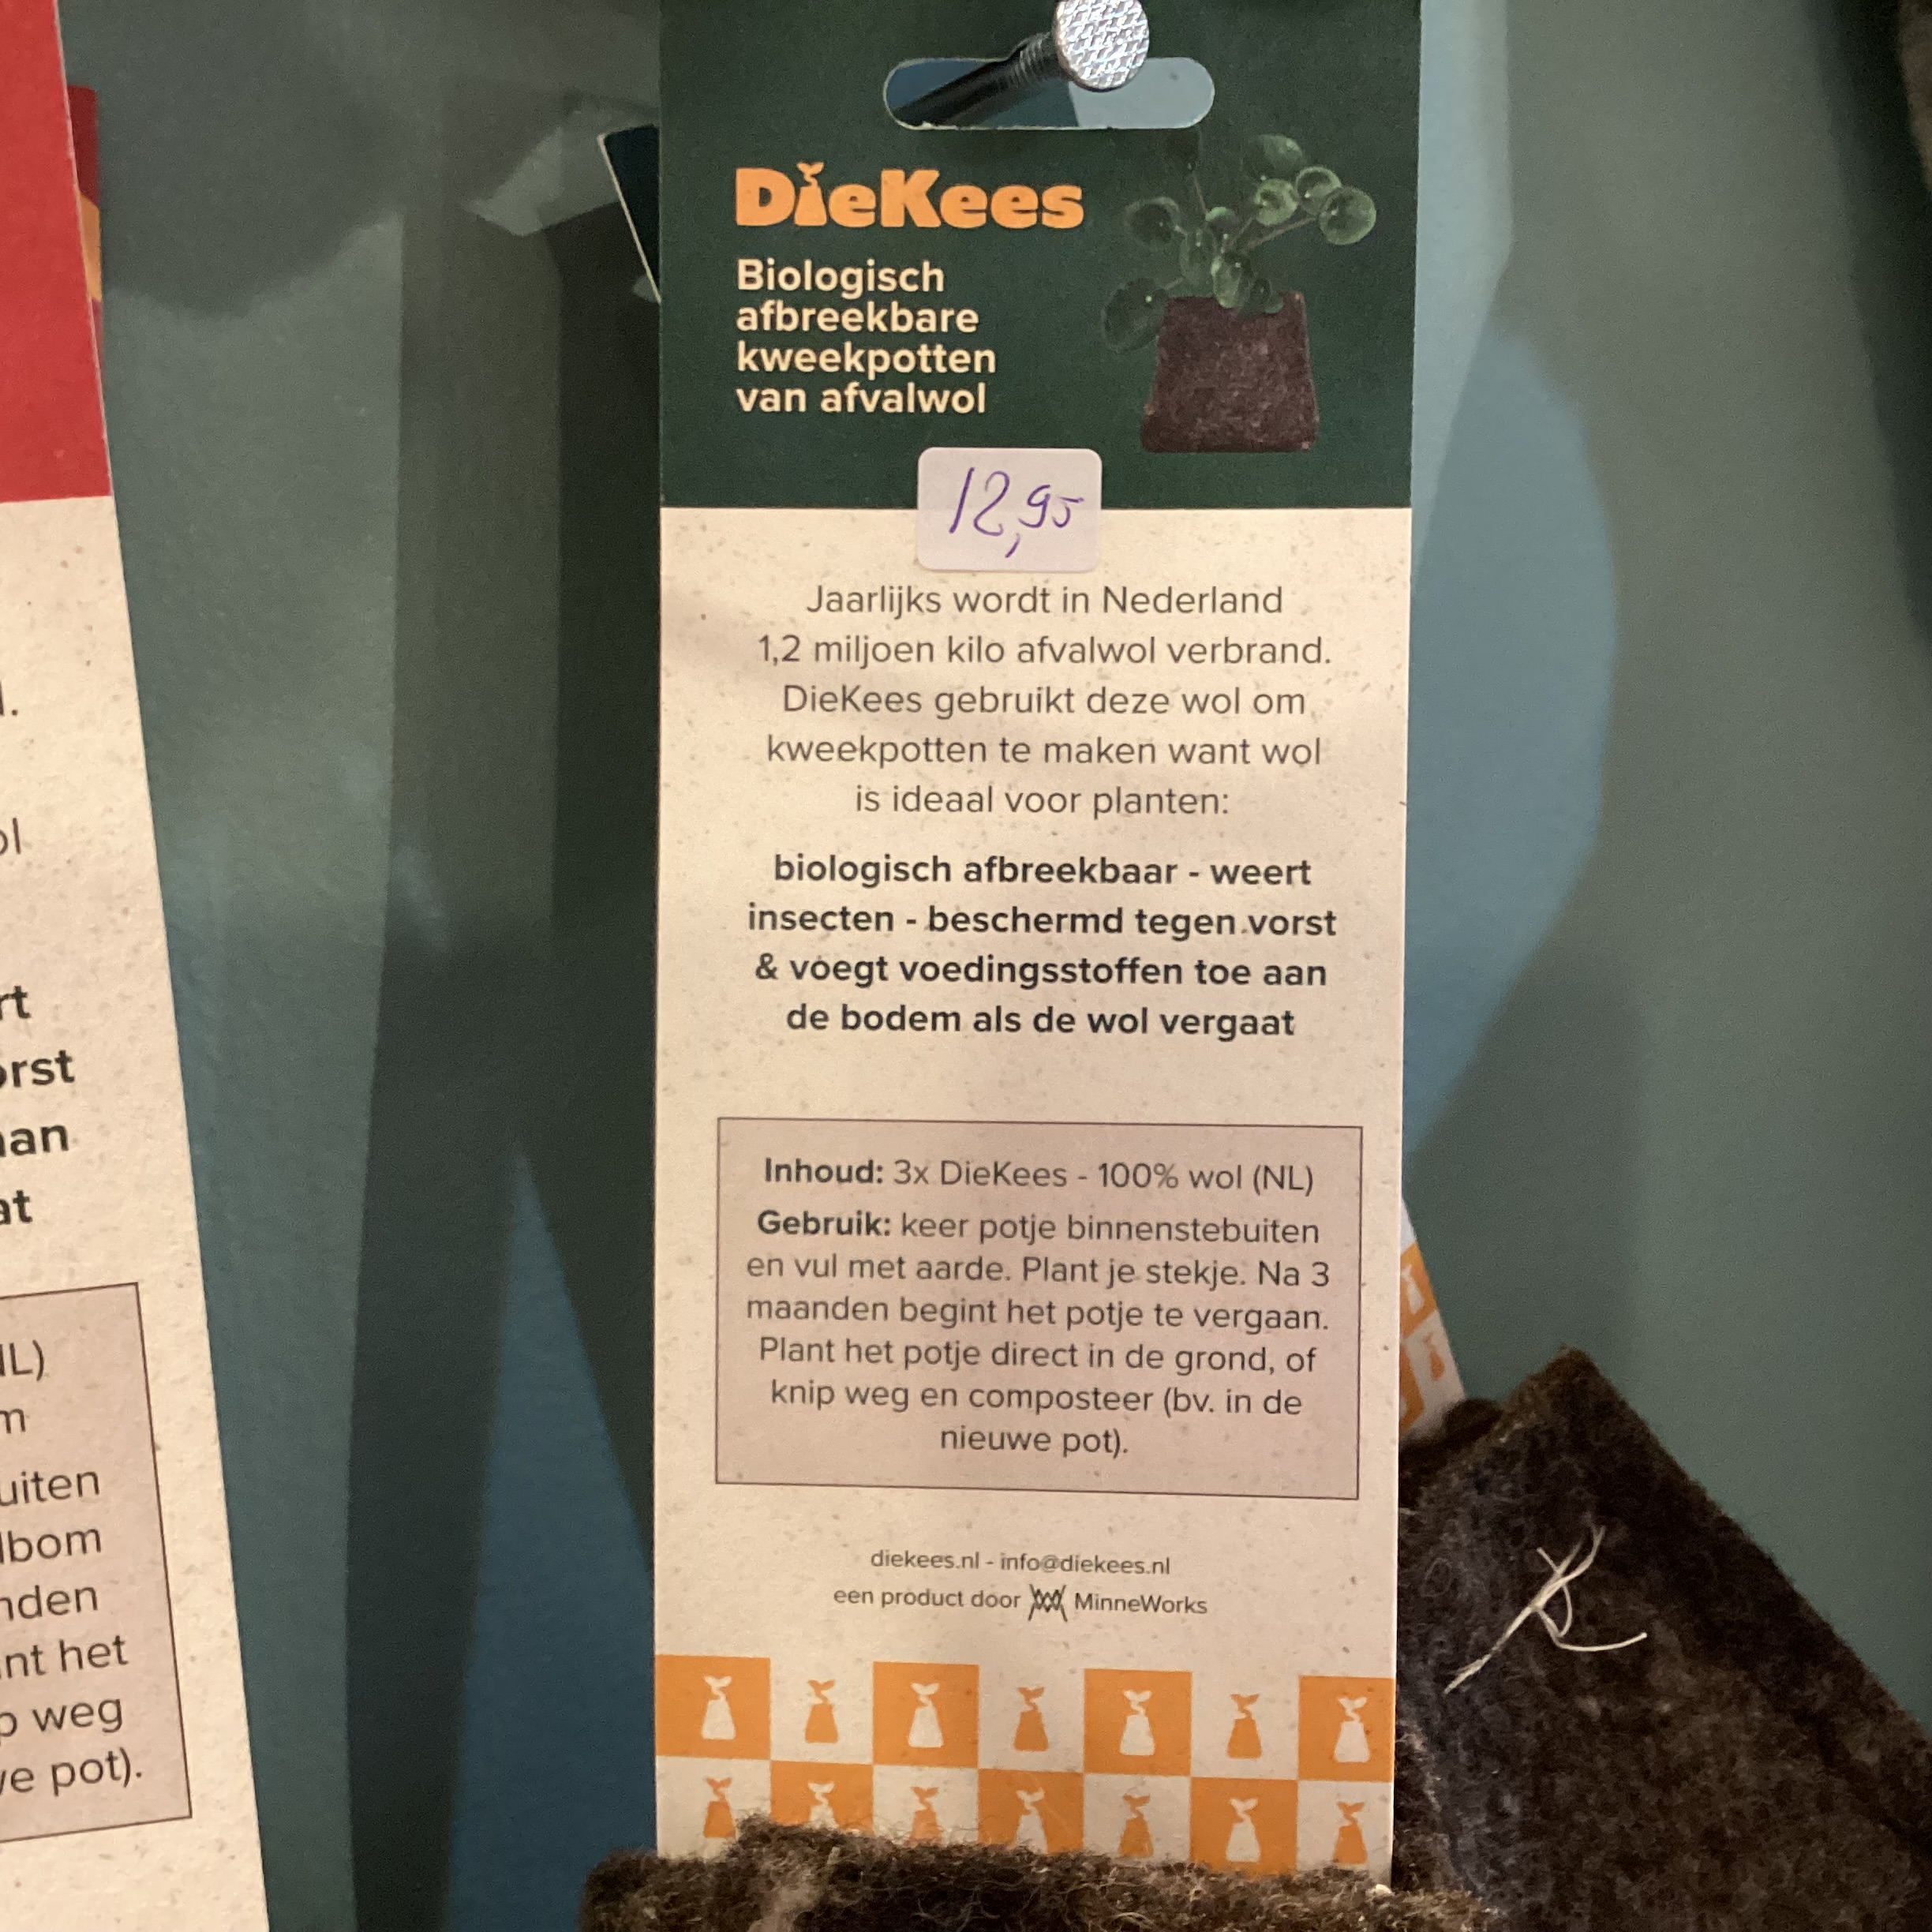 DieKees
Biologisch
afbreekbare
kweekpotten
van afvalwol
12,95
Jaarlijks wordt in Nederland
1,2 miljoen kilo afvalwol verbrand.
DieKees gebruikt deze wol om
kweekpotten te maken want wol
is ideaal voor planten:
biologisch afbreekbaar - weert
insecten - beschermd tegen vorst
& voegt voedingsstoffen toe aan
de bodem als de wol vergaat
Inhoud: 3x DieKees - 100% wol (NL)
Gebruik: keer potje binnenstebuiten
en vul met aarde. Plant je stekje. Na 3
maanden begint het potje te vergaan.
Plant het potje direct in de grond, of
knip weg en composteer (bv. in de
nieuwe pot).
diekees.nl - info@diekees.nl
een product door MinneWorks
het
weg
pot).